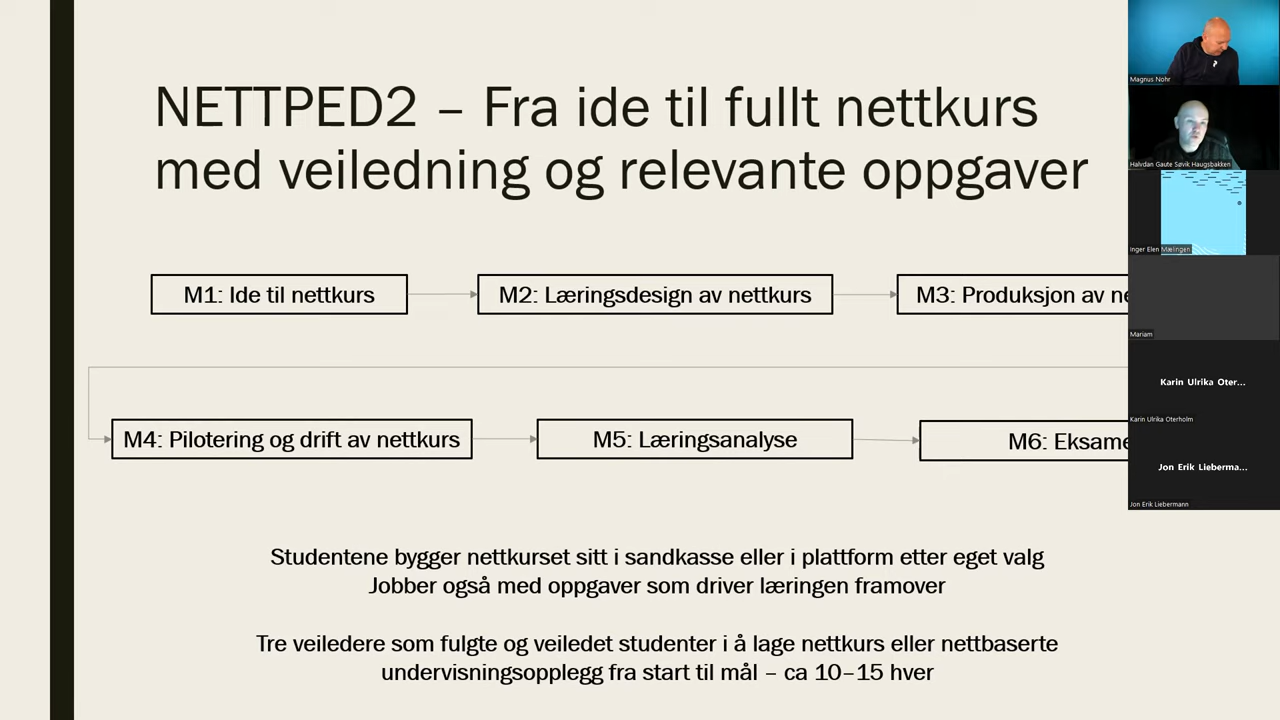 NETTPED2 – Fra ide til fullt nettkurs
med veiledning og relevante oppgaver
M1: Ide til nettkurs
M2: Læringsdesign av nettkurs
M3: Produksjon av ne
M4: Pilotering og drift av nettkurs
M5: Læringsanalyse
M6: Eksame
Studentene bygger nettkurset sitt i sandkasse eller i plattform etter eget valg
Jobber også med oppgaver som driver læringen framover
Tre veiledere som fulgte og veiledet studenter i å lage nettkurs eller nettbaserte
undervisningsopplegg fra start til mål – ca 10–15 hver
Magnus Nohr
Halvdan Gaute Søvik Haugsbakken
Inger Elen Mælingen
Mariam
Karin Ulrika Oter...
Karin Ulrika Oterholm
Jon Erik Lieberma...
Jon Erik Liebermann